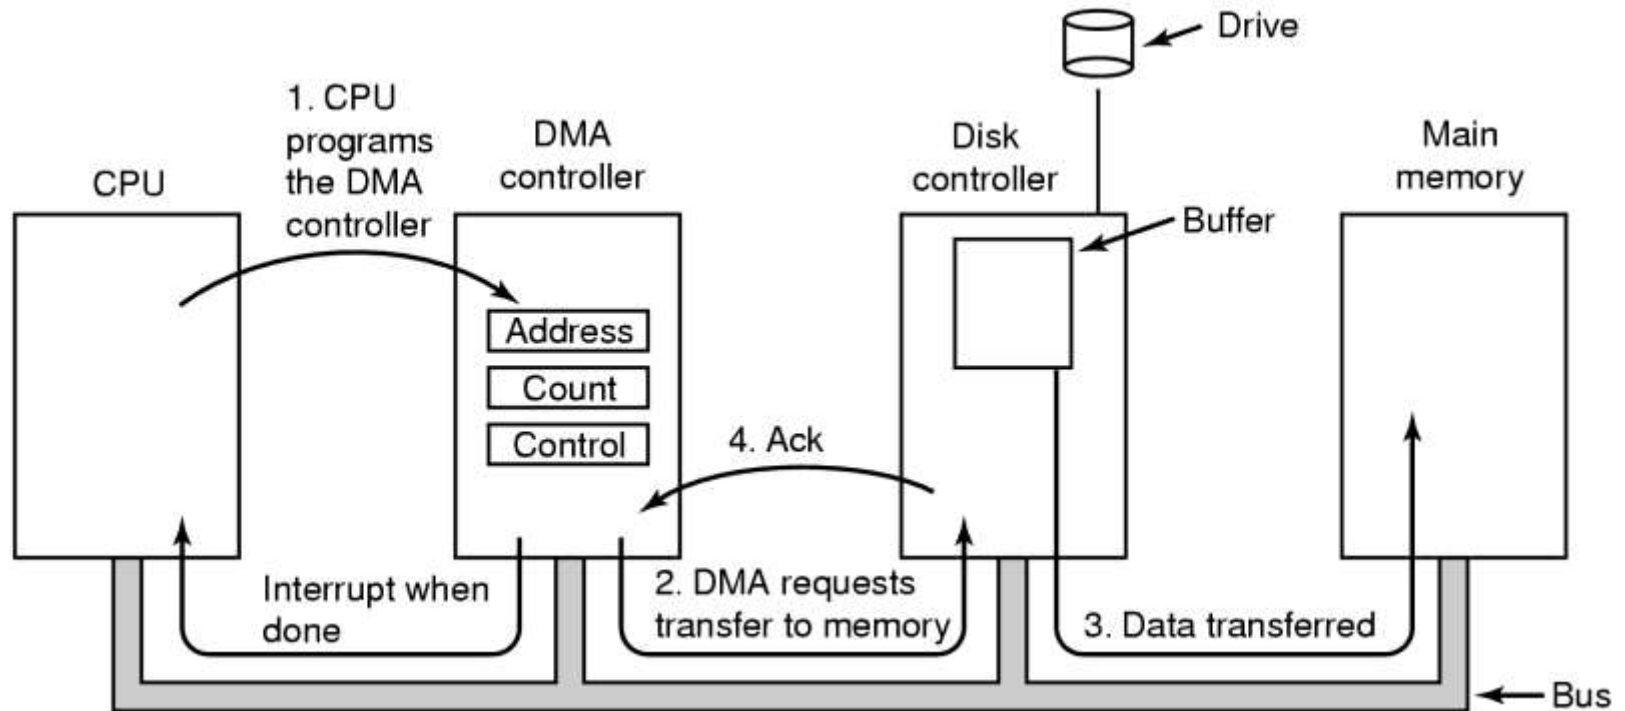 Drive
1. CPU
programs
the DMA
controller
CPU
DMA
controller
Disk
controller
Main
memory
Buffer
Address
Count
Control
4. Ack
Interrupt when
done
2. DMA requests
transfer to memory
3. Data transferred
Bus